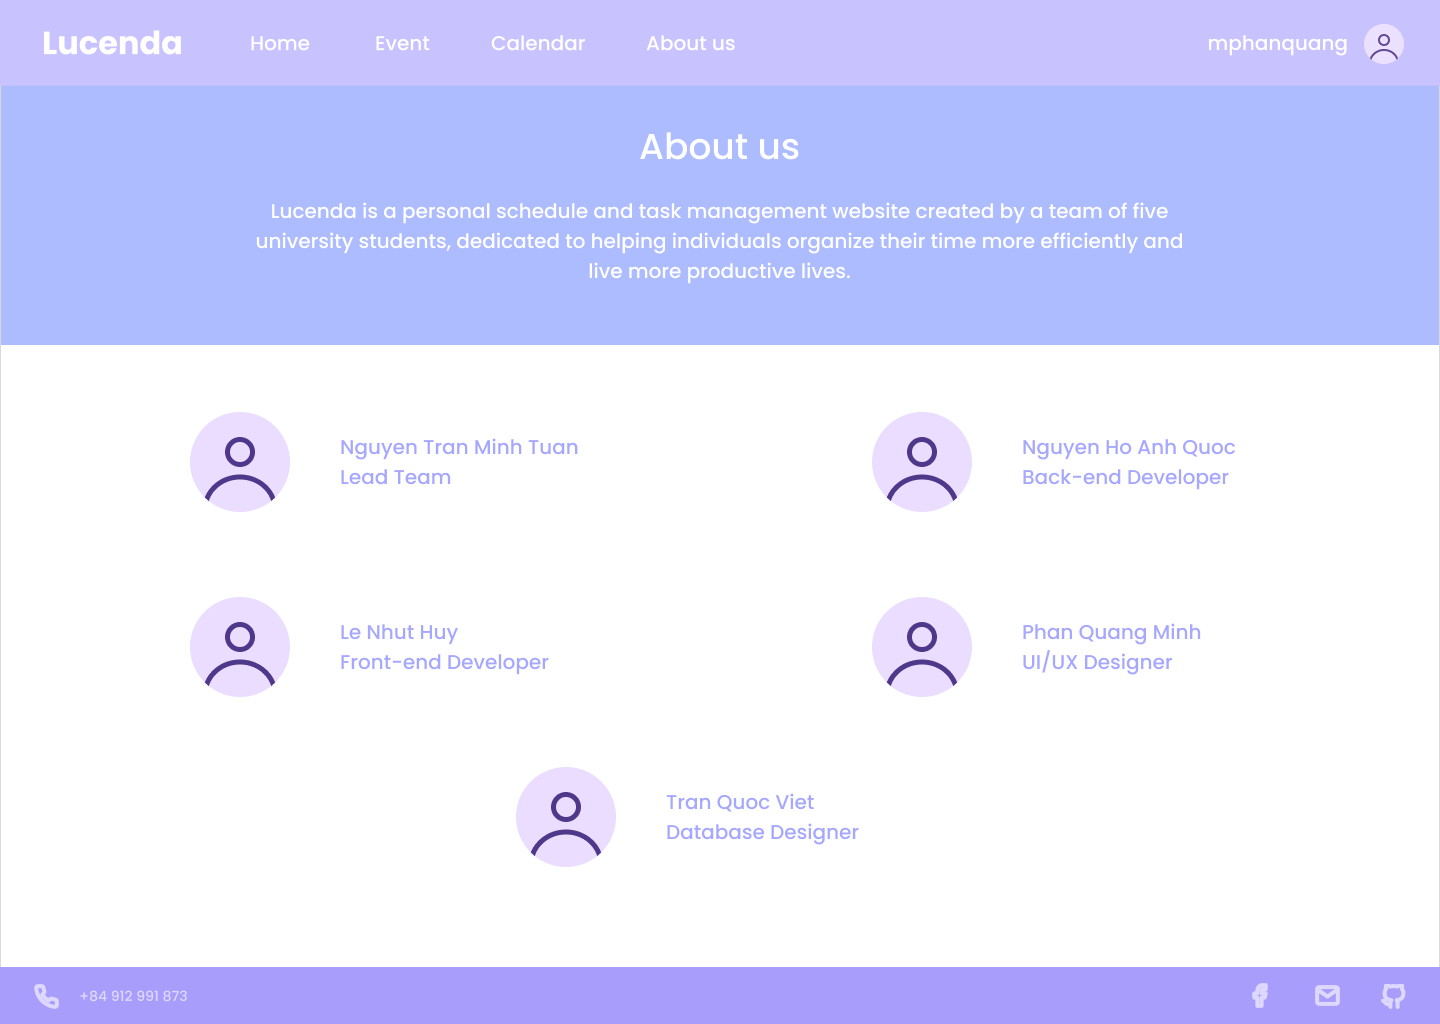 Lucenda
Home
Event
Calendar
About us
mphanquang
About us
Lucenda is a personal schedule and task management website created by a team of five
university students, dedicated to helping individuals organize their time more efficiently and
live more productive lives.
Nguyen Tran Minh Tuan
Lead Team
Nguyen Ho Anh Quoc
Back-end Developer
Le Nhut Huy
Front-end Developer
Phan Quang Minh
UI/UX Designer
Tran Quoc Viet
Database Designer
+84 912 991 873